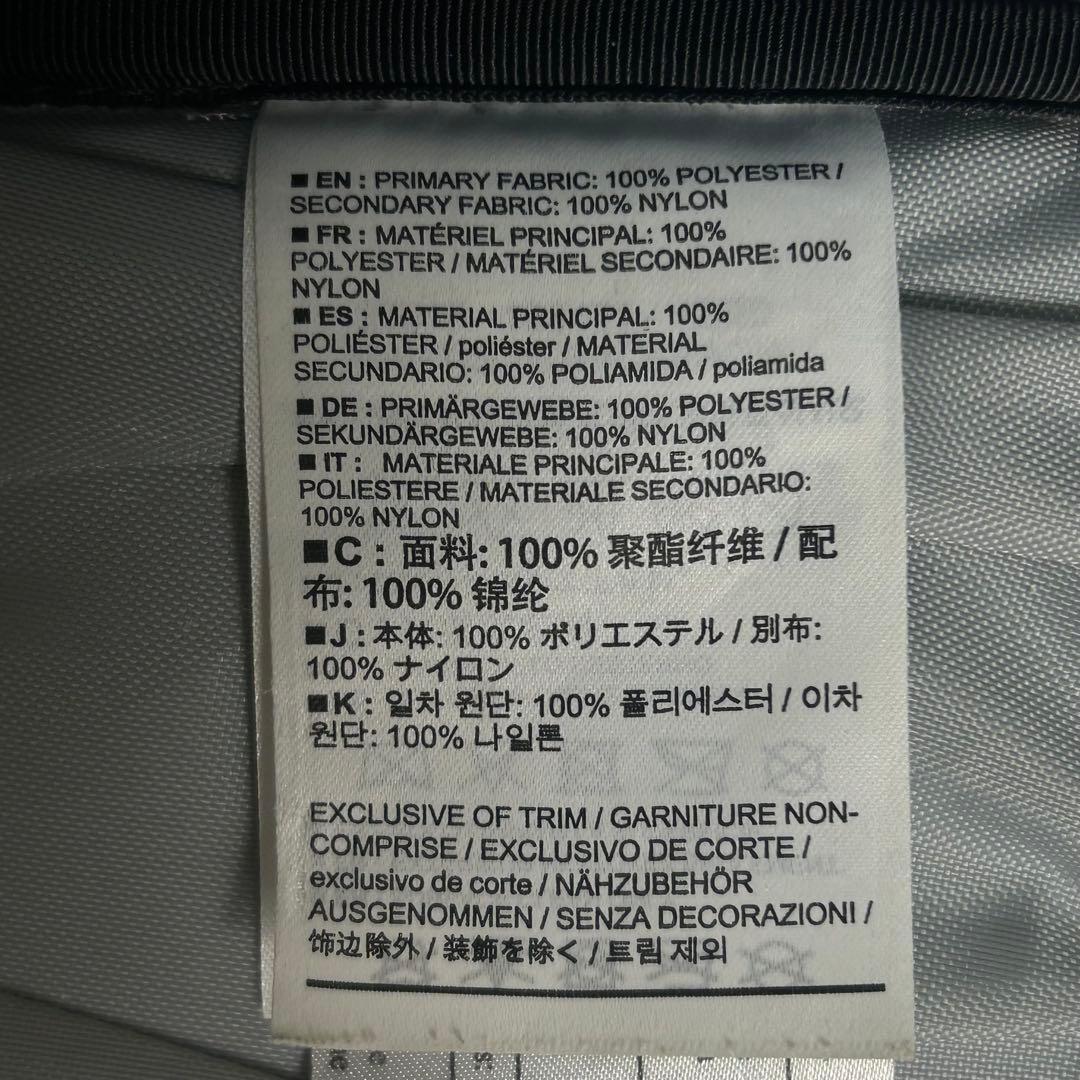 ■ EN : PRIMARY FABRIC: 100% POLYESTER /
SECONDARY FABRIC: 100% NYLON
■ FR : MATÉRIEL PRINCIPAL: 100%
POLYESTER / MATÉRIEL SECONDAIRE: 100%
NYLON
■ ES : MATERIAL PRINCIPAL: 100%
POLIÉSTER / poliéster / MATERIAL
SECUNDARIO: 100% POLIAMIDA / poliamida
■ DE : PRIMÄRGEWEBE: 100% POLYESTER /
SEKUNDÄRGEWEBE: 100% NYLON
■ IT : MATERIALE PRINCIPALE: 100%
POLIESTERE / MATERIALE SECONDARIO:
100% NYLON
■C : 面料: 100% 聚酯纤维 / 配
布: 100% 锦纶
■J : 本体: 100% ポリエステル / 別布:
100% ナイロン
■K : 일차 원단: 100% 폴리에스터 / 이차
원단: 100% 나일론
EXCLUSIVE OF TRIM / GARNITURE NON-
COMPRISE / EXCLUSIVO DE CORTE /
exclusivo de corte / NÄHZUBEHÖR
AUSGENOMMEN / SENZA DECORAZIONI /
饰边除外 / 装飾を除く / 트림 제외